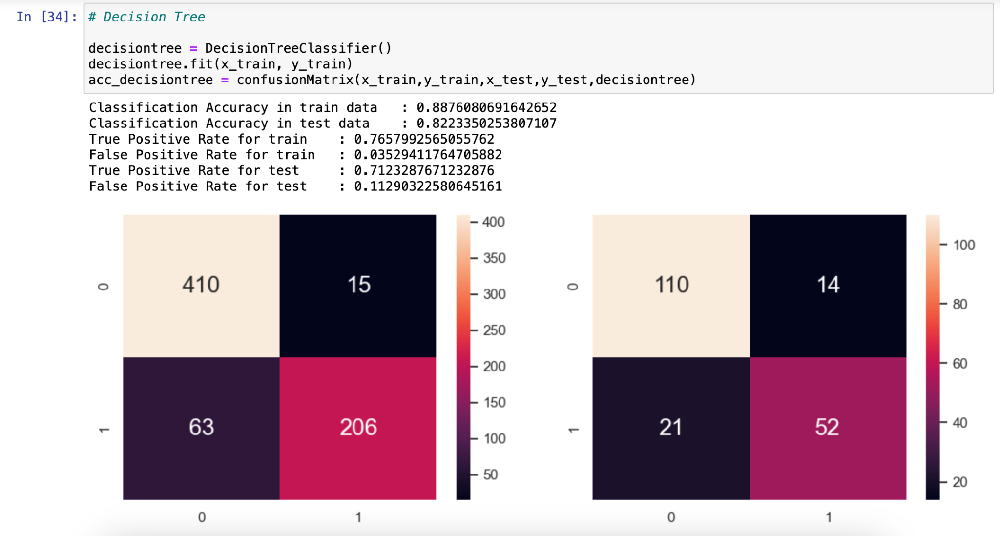 In [34]: # Decision Tree
decisiontree = DecisionTreeClassifier()
decisiontree.fit(x_train, y_train)
acc_decisiontree = confusionMatrix(x_train,y_train,x_test,y_test,decisiontree)
Classification Accuracy in train data   : 0.8876080691642652
Classification Accuracy in test data    : 0.8223350253807107
True Positive Rate for train    : 0.7657992565055762
False Positive Rate for train   : 0.03529411764705882
True Positive Rate for test     : 0.7123287671232876
False Positive Rate for test    : 0.11290322580645161
0
410
15
1
63
206
0
1
400
350
300
250
200
150
100
50
0
110
14
1
21
52
0
1
100
80
60
40
20